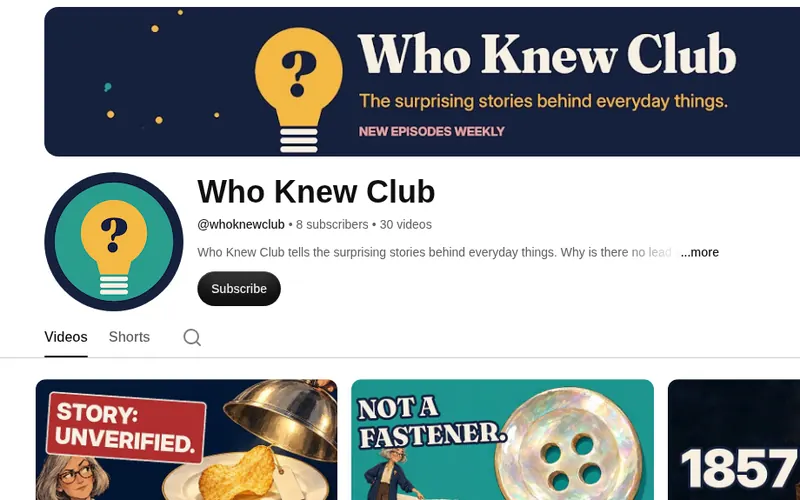 Who Knew Club
The surprising stories behind everyday things.
NEW EPISODES WEEKLY
Who Knew Club
@whoknewclub • 8 subscribers • 30 videos
Who Knew Club tells the surprising stories behind everyday things. Why is there no lead ...more
Subscribe
Videos Shorts
STORY:
UNVERIFIED.
NOT A
FASTENER.
1857